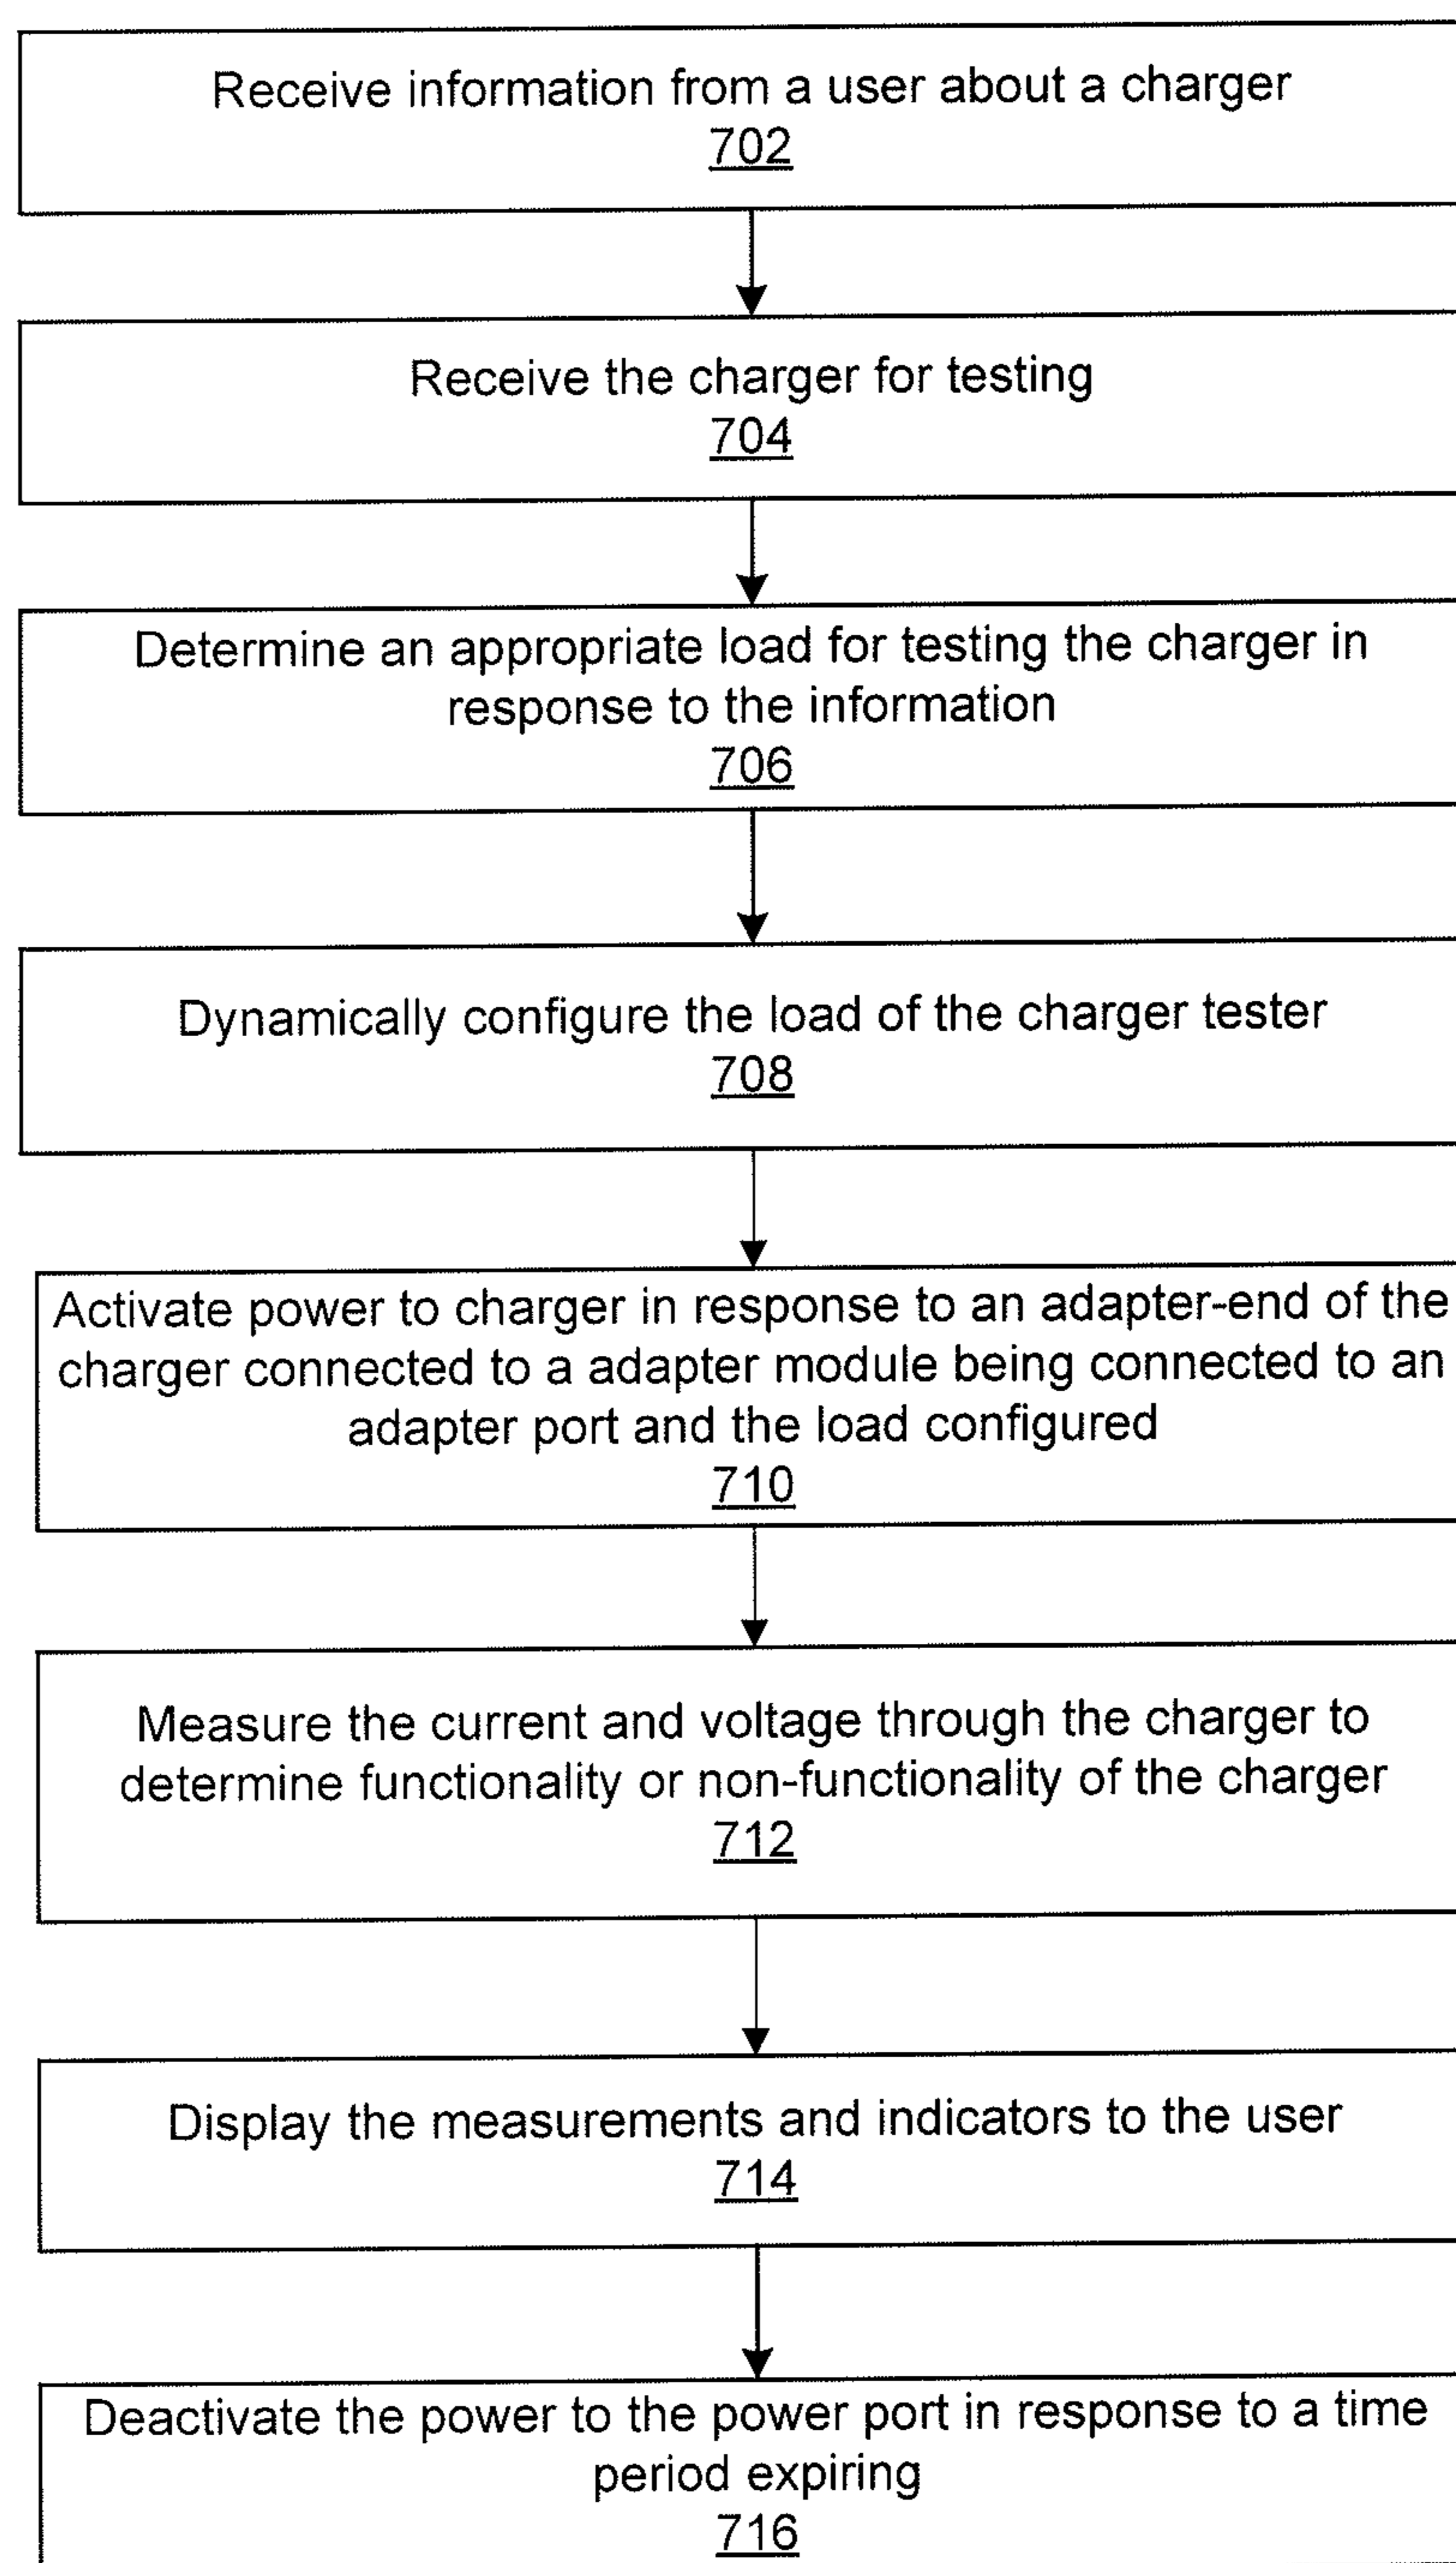 Receive information from a user about a charger
702
Receive the charger for testing
704
Determine an appropriate load for testing the charger in
response to the information
706
Dynamically configure the load of the charger tester
708
Activate power to charger in response to an adapter-end of the
charger connected to a adapter module being connected to an
adapter port and the load configured
710
Measure the current and voltage through the charger to
determine functionality or non-functionality of the charger
712
Display the measurements and indicators to the user
714
Deactivate the power to the power port in response to a time
period expiring
716